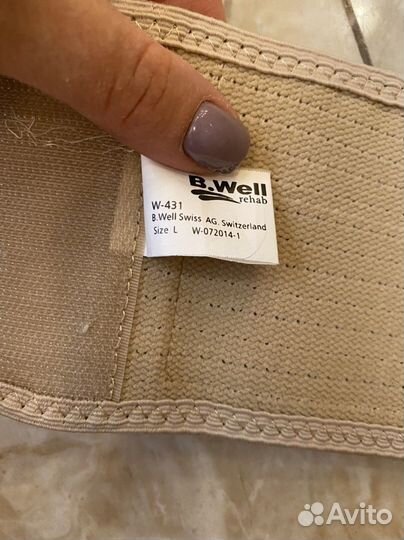 B.Well
rehab
W-431
B.Well Swiss AG. Switzerland
Size L W-072014-1
Avito